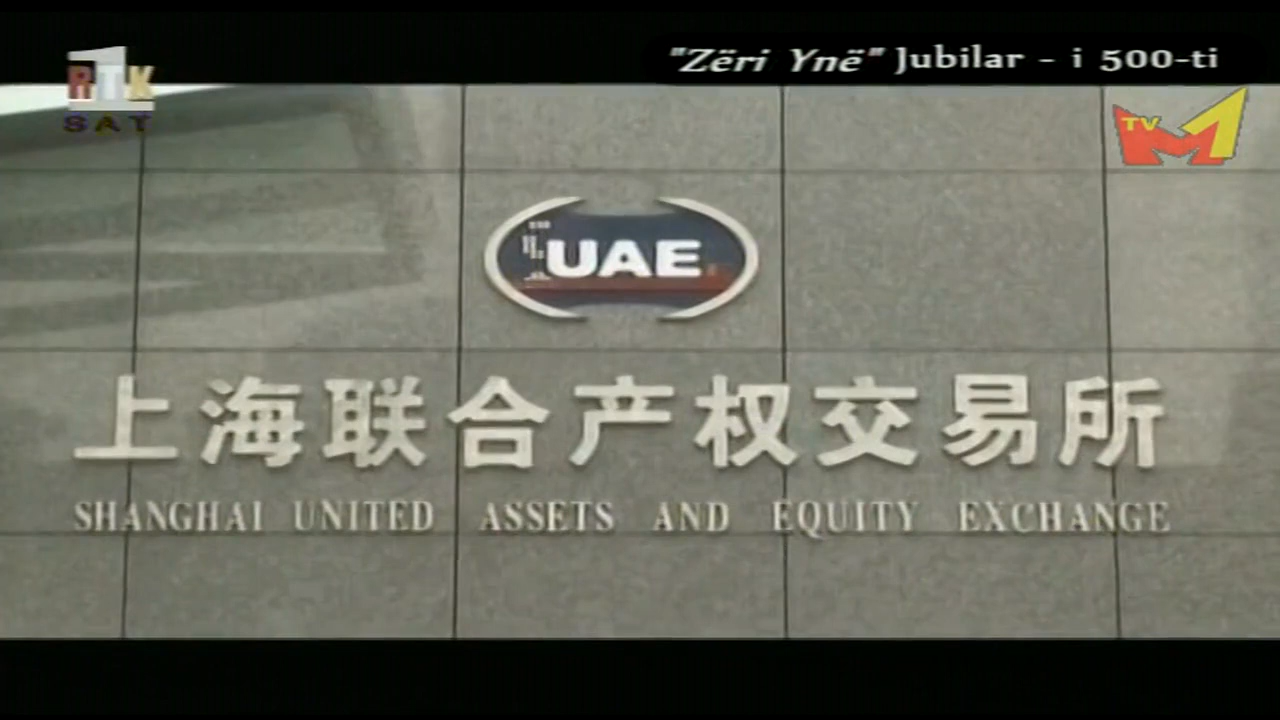 "Zëri Ynë" Jubilar - i 500-ti
RTK
1
SAT
TV M1
UAE
上海联合产权交易所
SHANGHAI UNITED ASSETS AND EQUITY EXCHANGE